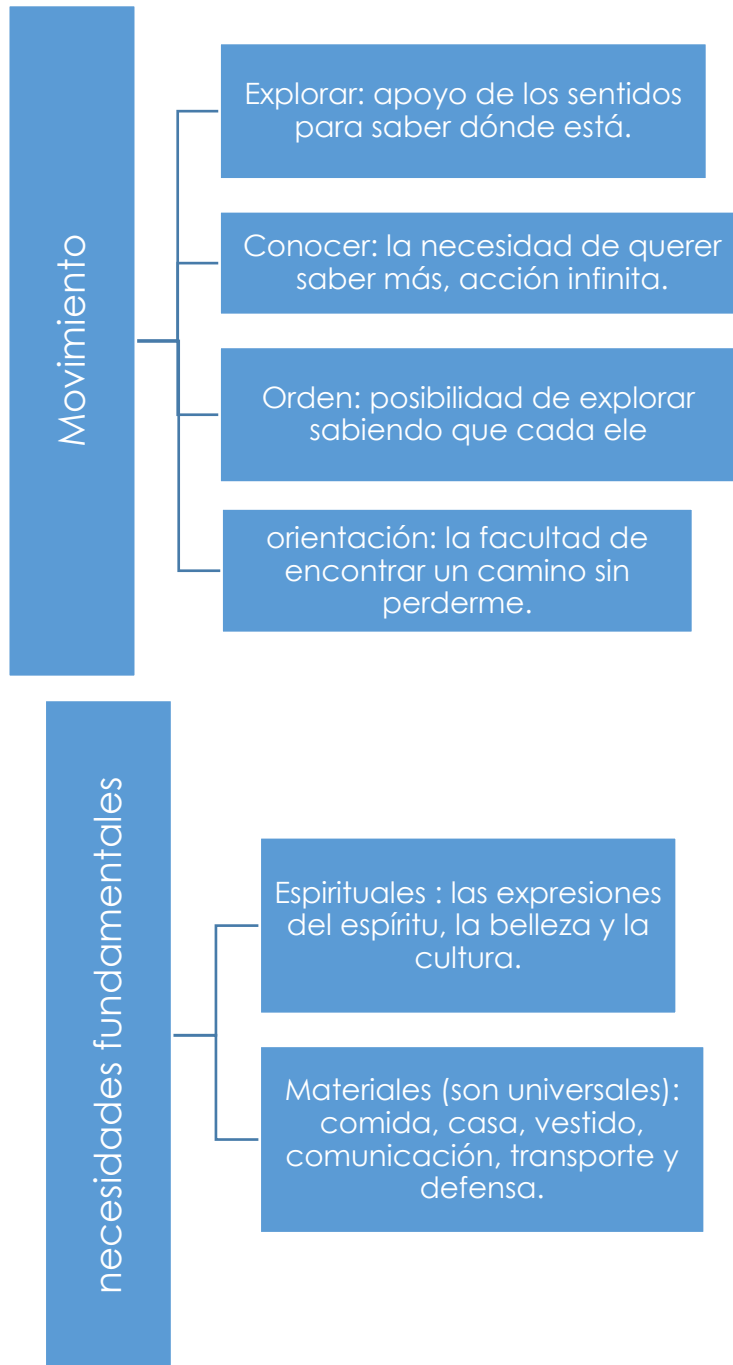 Movimiento
Explorar: apoyo de los sentidos
para saber dónde está.
Conocer: la necesidad de querer
saber más, acción infinita.
Orden: posibilidad de explorar
sabiendo que cada ele
orientación: la facultad de
encontrar un camino sin
perderme.
necesidades fundamentales
Espirituales : las expresiones
del espíritu, la belleza y la
cultura.
Materiales (son universales):
comida, casa, vestido,
comunicación, transporte y
defensa.